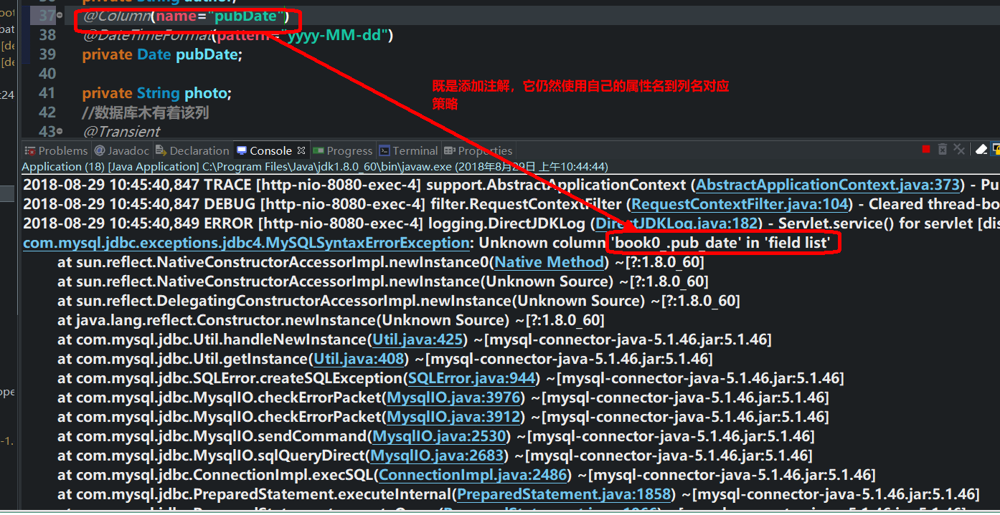 37 @Column(name="pubDate")
38 @DateTimeFormat(pattern="yyyy-MM-dd")
39 private Date pubDate;
40
41 private String photo;
42 //数据库木有着该列
43 @Transient
既是添加注解，它仍然使用自己的属性名到列名对应
策略
Problems @ Javadoc Declaration Console Progress Terminal Properties
Application (18) [Java Application] C:\Program Files\Java\jdk1.8.0_60\bin\javaw.exe (2018年8月29日 上午10:44:44)
2018-08-29 10:45:40,847 TRACE [http-nio-8080-exec-4] support.AbstractApplicationContext (AbstractApplicationContext.java:373) - Pu
2018-08-29 10:45:40,847 DEBUG [http-nio-8080-exec-4] filter.RequestContextFilter (RequestContextFilter.java:104) - Cleared thread-bo
2018-08-29 10:45:40,849 ERROR [http-nio-8080-exec-4] logging.DirectJDKLog (DirectJDKLog.java:182) - Servlet.service() for servlet [dis
com.mysql.jdbc.exceptions.jdbc4.MySQLSyntaxErrorException: Unknown column 'book0_.pub_date' in 'field list'
at sun.reflect.NativeConstructorAccessorImpl.newInstance0(Native Method) ~[?:1.8.0_60]
at sun.reflect.NativeConstructorAccessorImpl.newInstance(Unknown Source) ~[?:1.8.0_60]
at sun.reflect.DelegatingConstructorAccessorImpl.newInstance(Unknown Source) ~[?:1.8.0_60]
at java.lang.reflect.Constructor.newInstance(Unknown Source) ~[?:1.8.0_60]
at com.mysql.jdbc.Util.handleNewInstance(Util.java:425) ~[mysql-connector-java-5.1.46.jar:5.1.46]
at com.mysql.jdbc.Util.getInstance(Util.java:408) ~[mysql-connector-java-5.1.46.jar:5.1.46]
at com.mysql.jdbc.SQLError.createSQLException(SQLError.java:944) ~[mysql-connector-java-5.1.46.jar:5.1.46]
at com.mysql.jdbc.MysqlIO.checkErrorPacket(MysqlIO.java:3976) ~[mysql-connector-java-5.1.46.jar:5.1.46]
at com.mysql.jdbc.MysqlIO.checkErrorPacket(MysqlIO.java:3912) ~[mysql-connector-java-5.1.46.jar:5.1.46]
at com.mysql.jdbc.MysqlIO.sendCommand(MysqlIO.java:2530) ~[mysql-connector-java-5.1.46.jar:5.1.46]
at com.mysql.jdbc.MysqlIO.sqlQueryDirect(MysqlIO.java:2683) ~[mysql-connector-java-5.1.46.jar:5.1.46]
at com.mysql.jdbc.ConnectionImpl.execSQL(ConnectionImpl.java:2486) ~[mysql-connector-java-5.1.46.jar:5.1.46]
at com.mysql.jdbc.PreparedStatement.executeInternal(PreparedStatement.java:1858) ~[mysql-connector-java-5.1.46.jar:5.1.46]